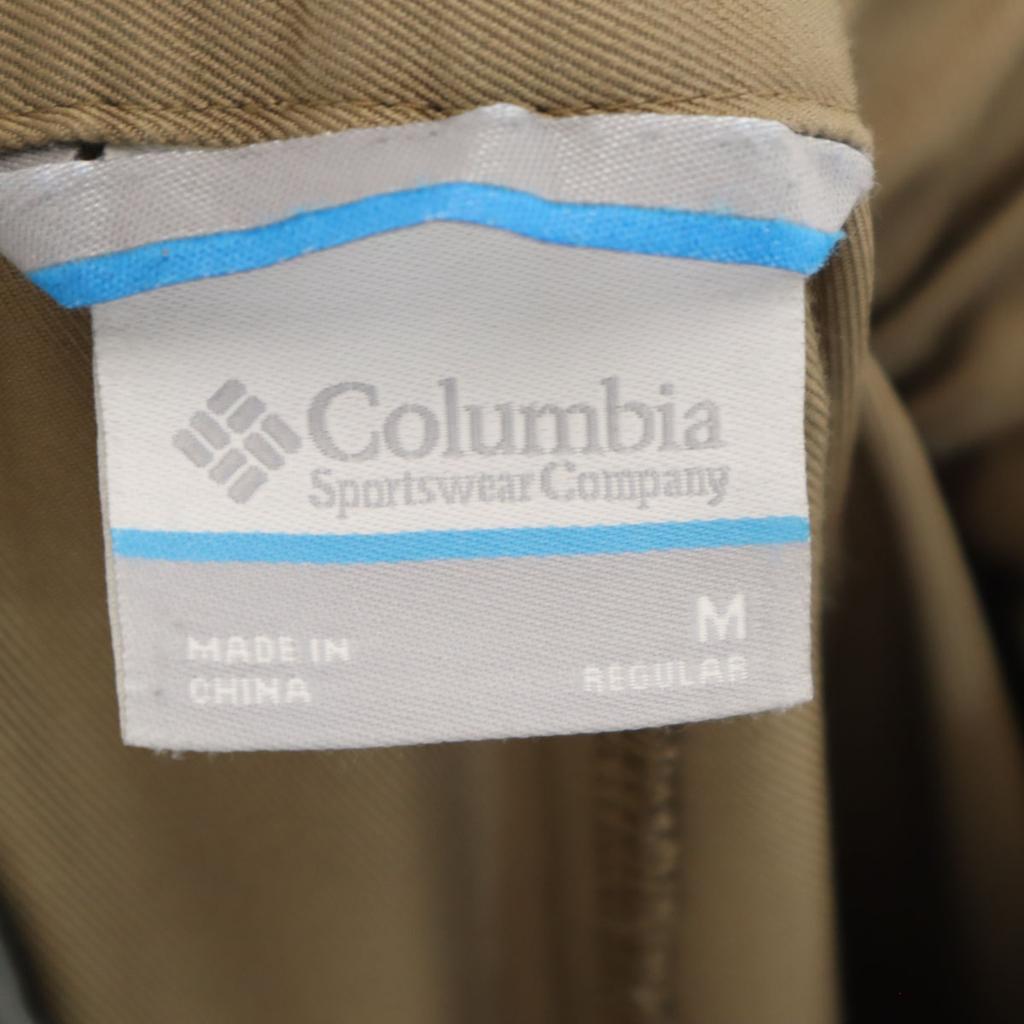 Columbia
Sportswear Company
M
MADE IN
REGULAR
CHINA